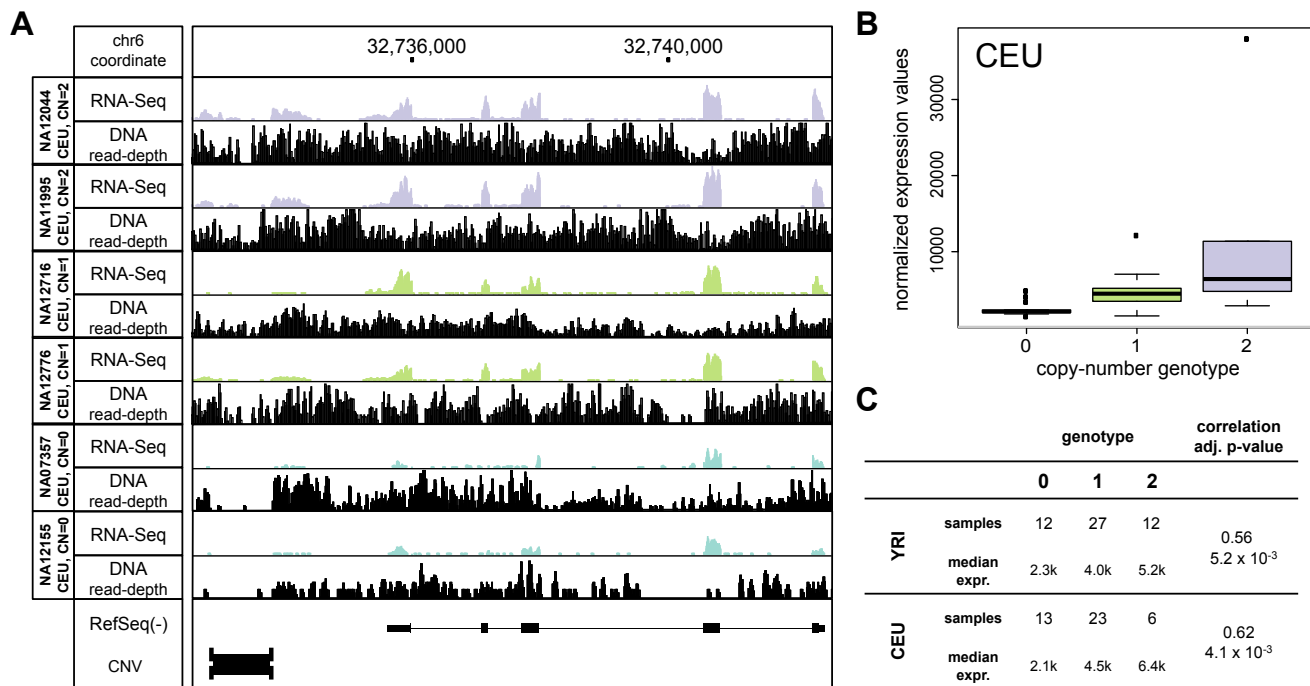 A
chr6
coordinate
32,736,000
32,740,000
NA12044
CEU, CN=2
RNA-Seq
DNA
read-depth
NA11995
CEU, CN=2
RNA-Seq
DNA
read-depth
NA12716
CEU, CN=1
RNA-Seq
DNA
read-depth
NA12776
CEU, CN=1
RNA-Seq
DNA
read-depth
NA07357
CEU, CN=0
RNA-Seq
DNA
read-depth
NA12155
CEU, CN=0
RNA-Seq
DNA
read-depth
RefSeq(-)
CNV
B
CEU
normalized expression values
30000
20000
10000
0 1 2
copy-number genotype
C
genotype
correlation
adj. p-value
0 1 2
YRI
samples 12 27 12
median
expr. 2.3k 4.0k 5.2k
0.56
5.2 x 10⁻³
CEU
samples 13 23 6
median
expr. 2.1k 4.5k 6.4k
0.62
4.1 x 10⁻³